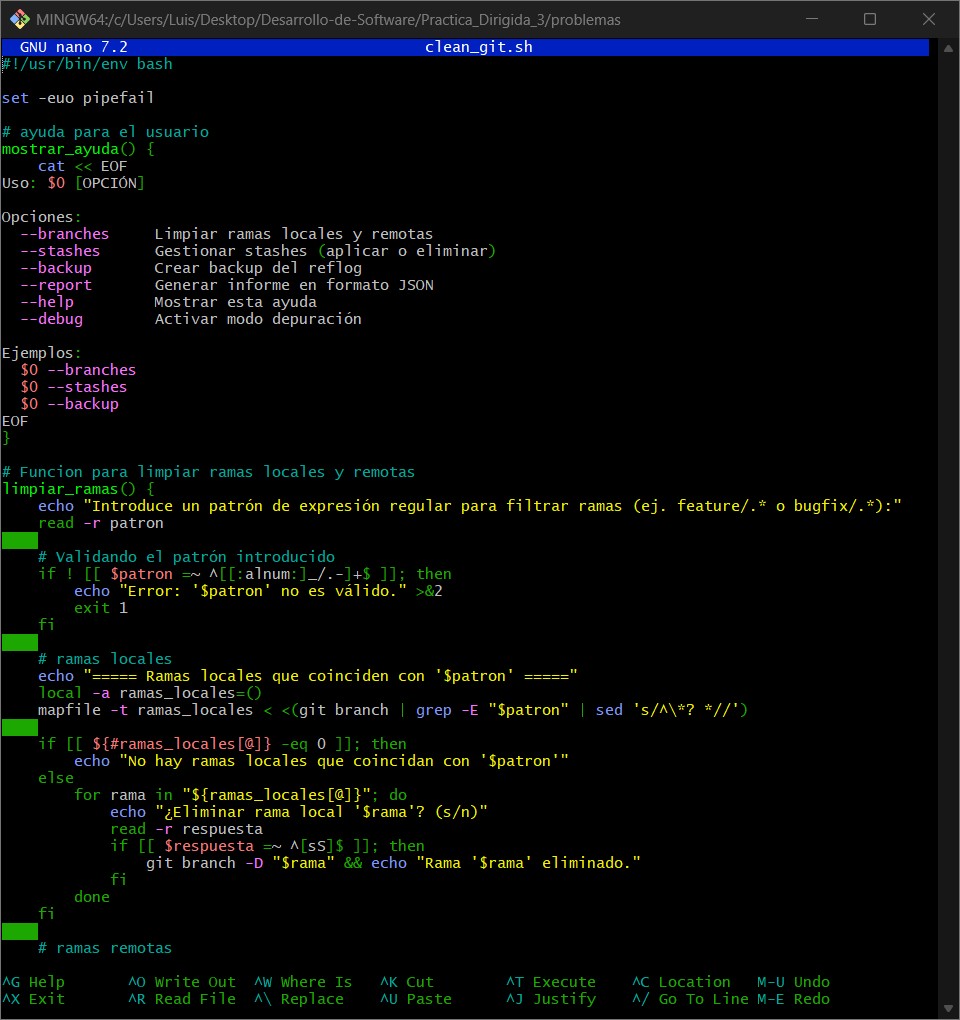 MINGW64:/c/Users/Luis/Desktop/Desarrollo-de-Software/Practica_Dirigida_3/problemas
GNU nano 7.2 clean_git.sh
#!/usr/bin/env bash

set -euo pipefail

# ayuda para el usuario
mostrar_ayuda() {
    cat << EOF
Uso: $0 [OPCIÓN]

Opciones:
  --branches     Limpiar ramas locales y remotas
  --stashes      Gestionar stashes (aplicar o eliminar)
  --backup       Crear backup del reflog
  --report       Generar informe en formato JSON
  --help         Mostrar esta ayuda
  --debug        Activar modo depuración

Ejemplos:
  $0 --branches
  $0 --stashes
  $0 --backup
EOF
}

# Funcion para limpiar ramas locales y remotas
limpiar_ramas() {
    echo "Introduce un patrón de expresión regular para filtrar ramas (ej. feature/.* o bugfix/.*):"
    read -r patron

    # Validando el patrón introducido
    if ! [[ $patron =~ ^[[:alnum:]_/.-]+$ ]]; then
        echo "Error: '$patron' no es válido." >&2
        exit 1
    fi

    # ramas locales
    echo "===== Ramas locales que coinciden con '$patron' ====="
    local -a ramas_locales=()
    mapfile -t ramas_locales < <(git branch | grep -E "$patron" | sed 's/^\*? *//')

    if [[ ${#ramas_locales[@]} -eq 0 ]]; then
        echo "No hay ramas locales que coincidan con '$patron'"
    else
        for rama in "${ramas_locales[@]}"; do
            echo "¿Eliminar rama local '$rama'? (s/n)"
            read -r respuesta
            if [[ $respuesta =~ ^[sS]$ ]]; then
                git branch -D "$rama" && echo "Rama '$rama' eliminado."
            fi
        done
    fi

    # ramas remotas

^G Help ^O Write Out ^W Where Is ^K Cut ^T Execute ^C Location M-U Undo
^X Exit ^R Read File ^\ Replace ^U Paste ^J Justify ^/ Go To Line M-E Redo